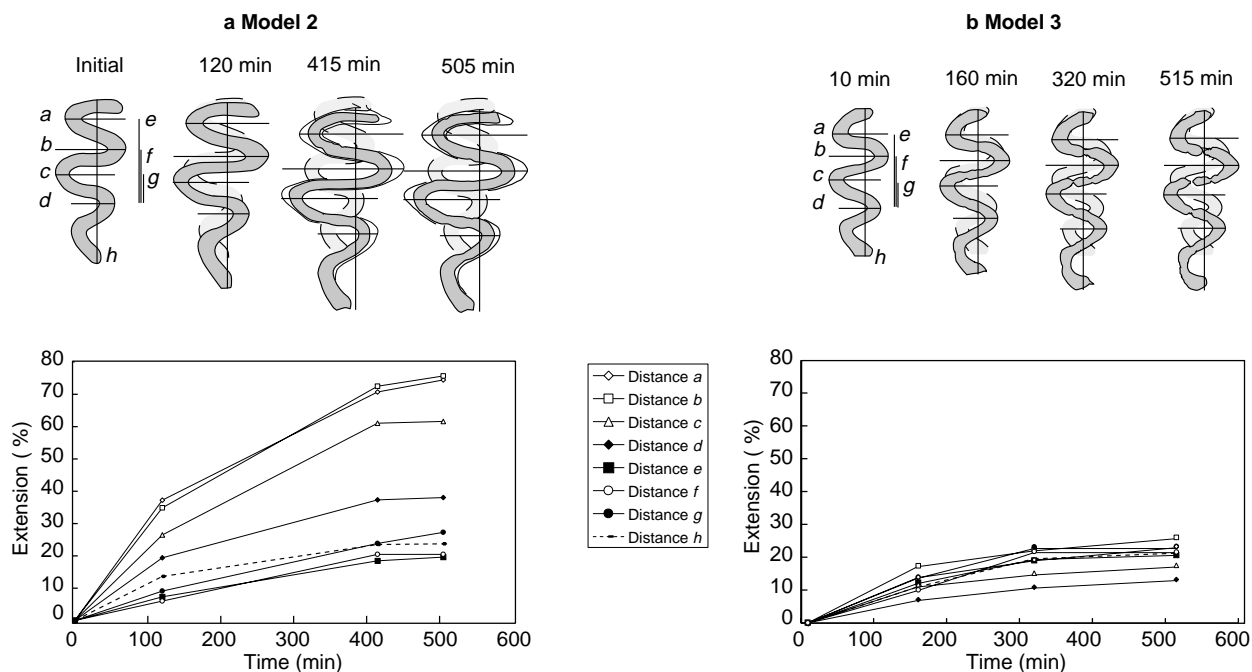 a Model 2
b Model 3
Initial
120 min
415 min
505 min
10 min
160 min
320 min
515 min
a
b
c
d
e
f
g
h
a
b
c
d
e
f
g
h
80
70
60
50
40
30
20
10
0
Extension ( %)
0 100 200 300 400 500 600
Time (min)
Distance a
Distance b
Distance c
Distance d
Distance e
Distance f
Distance g
Distance h
80
70
60
50
40
30
20
10
0
Extension ( %)
0 100 200 300 400 500 600
Time (min)